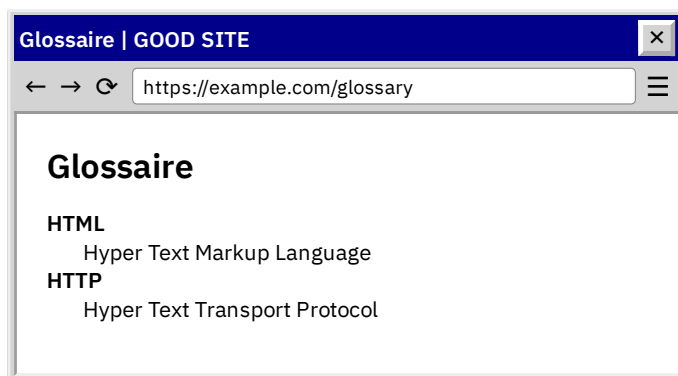 Glossaire | GOOD SITE
https://example.com/glossary
Glossaire
HTML
Hyper Text Markup Language
HTTP
Hyper Text Transport Protocol